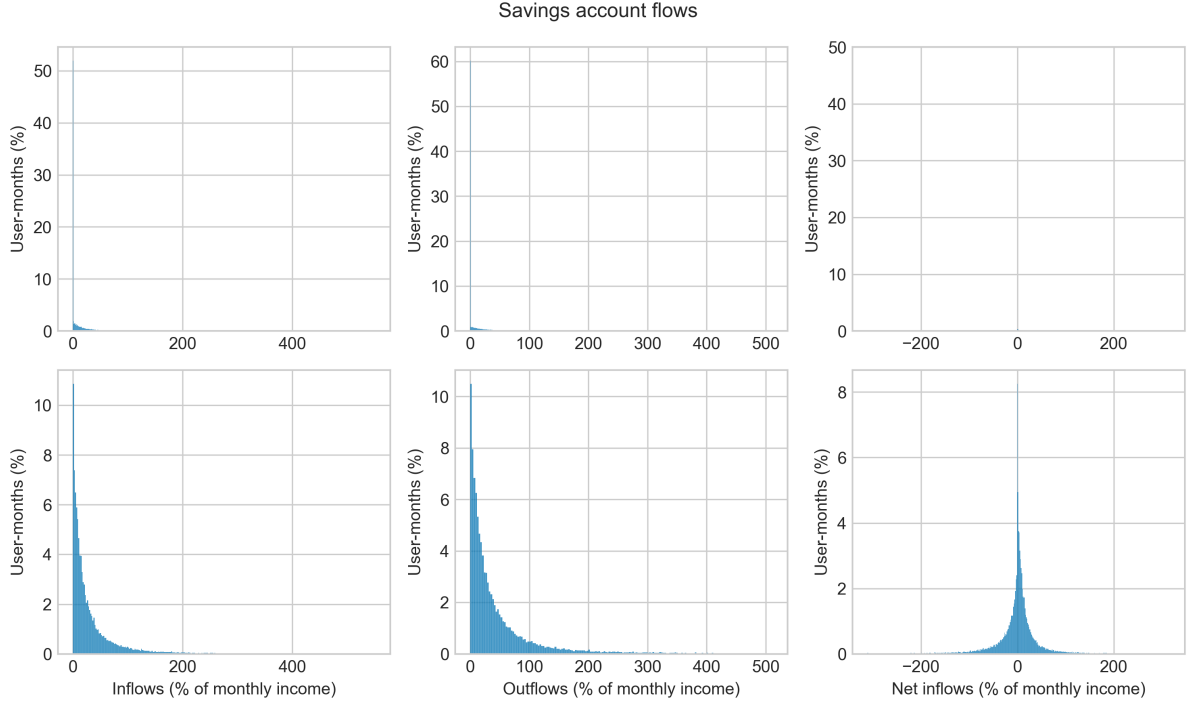 Savings account flows
User-months (%)
50
40
30
20
10
0
0 200 400
User-months (%)
60
50
40
30
20
10
0
0 100 200 300 400 500
User-months (%)
50
40
30
20
10
0
−200 0 200
User-months (%)
10
8
6
4
2
0
0 200 400
Inflows (% of monthly income)
User-months (%)
10
8
6
4
2
0
0 100 200 300 400 500
Outflows (% of monthly income)
User-months (%)
8
6
4
2
0
−200 0 200
Net inflows (% of monthly income)